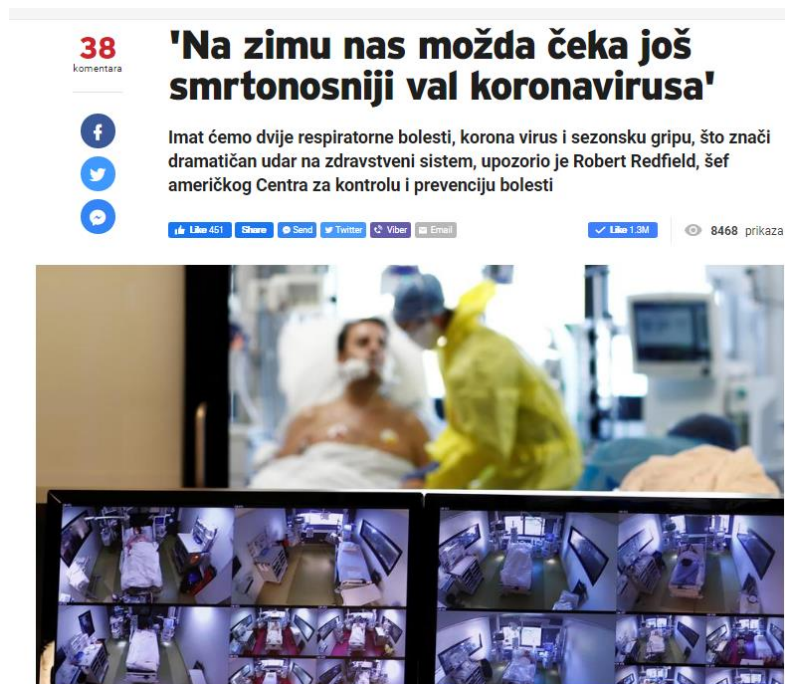 38
komentara
'Na zimu nas možda čeka još
smrtonosniji val koronavirusa'
Imat ćemo dvije respiratorne bolesti, korona virus i sezonsku gripu, što znači
dramatičan udar na zdravstveni sistem, upozorio je Robert Redfield, šef
američkog Centra za kontrolu i prevenciju bolesti
Like 451 Share Send Twitter Viber Email Like 1.3M 8468 prikaza